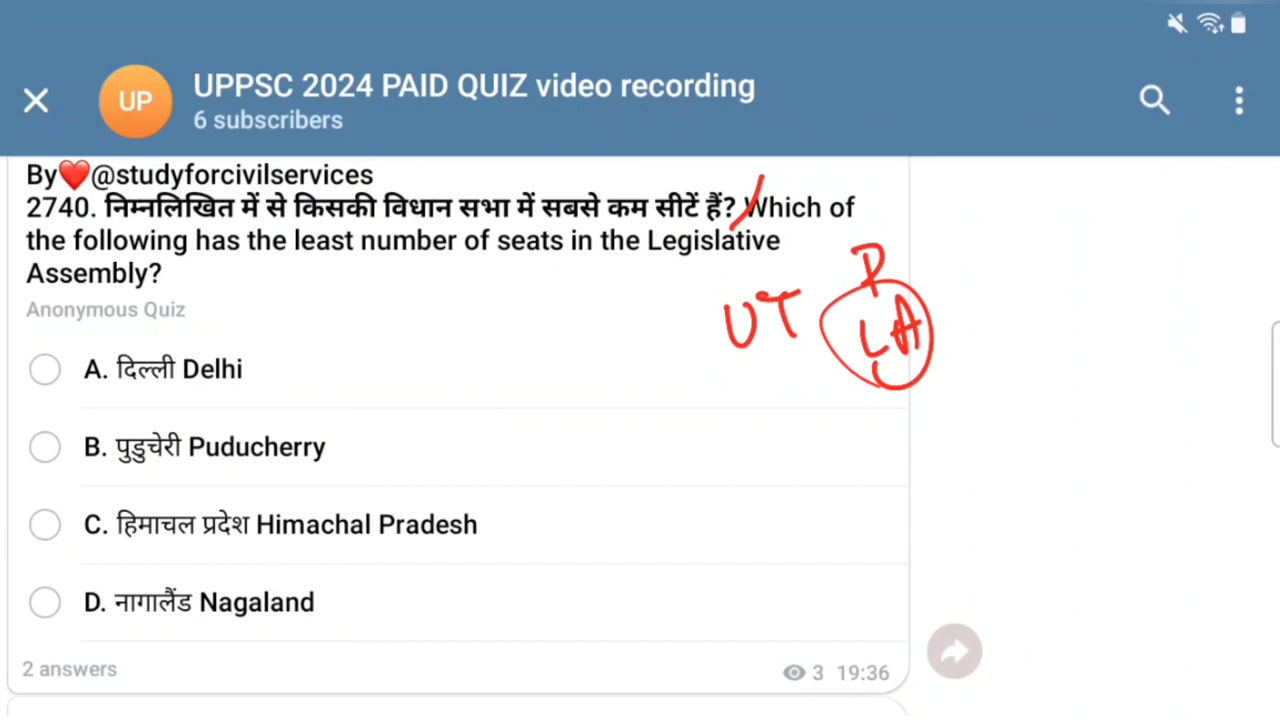 UPPSC 2024 PAID QUIZ video recording
UP
6 subscribers
By❤️@studyforcivilservices
2740. निम्नलिखित में से किसकी विधान सभा में सबसे कम सीटें हैं? Which of
the following has the least number of seats in the Legislative
Assembly?
Anonymous Quiz
P
UT LA
A. दिल्ली Delhi
B. पुडुचेरी Puducherry
C. हिमाचल प्रदेश Himachal Pradesh
D. नागालैंड Nagaland
2 answers
3 19:36